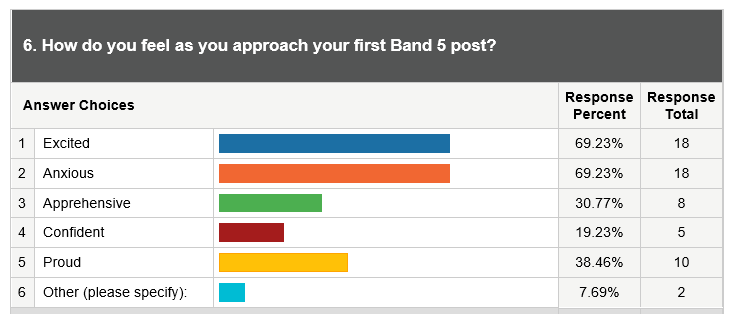 6. How do you feel as you approach your first Band 5 post?
Answer Choices Response Percent Response Total
1 Excited 69.23% 18
2 Anxious 69.23% 18
3 Apprehensive 30.77% 8
4 Confident 19.23% 5
5 Proud 38.46% 10
6 Other (please specify): 7.69% 2